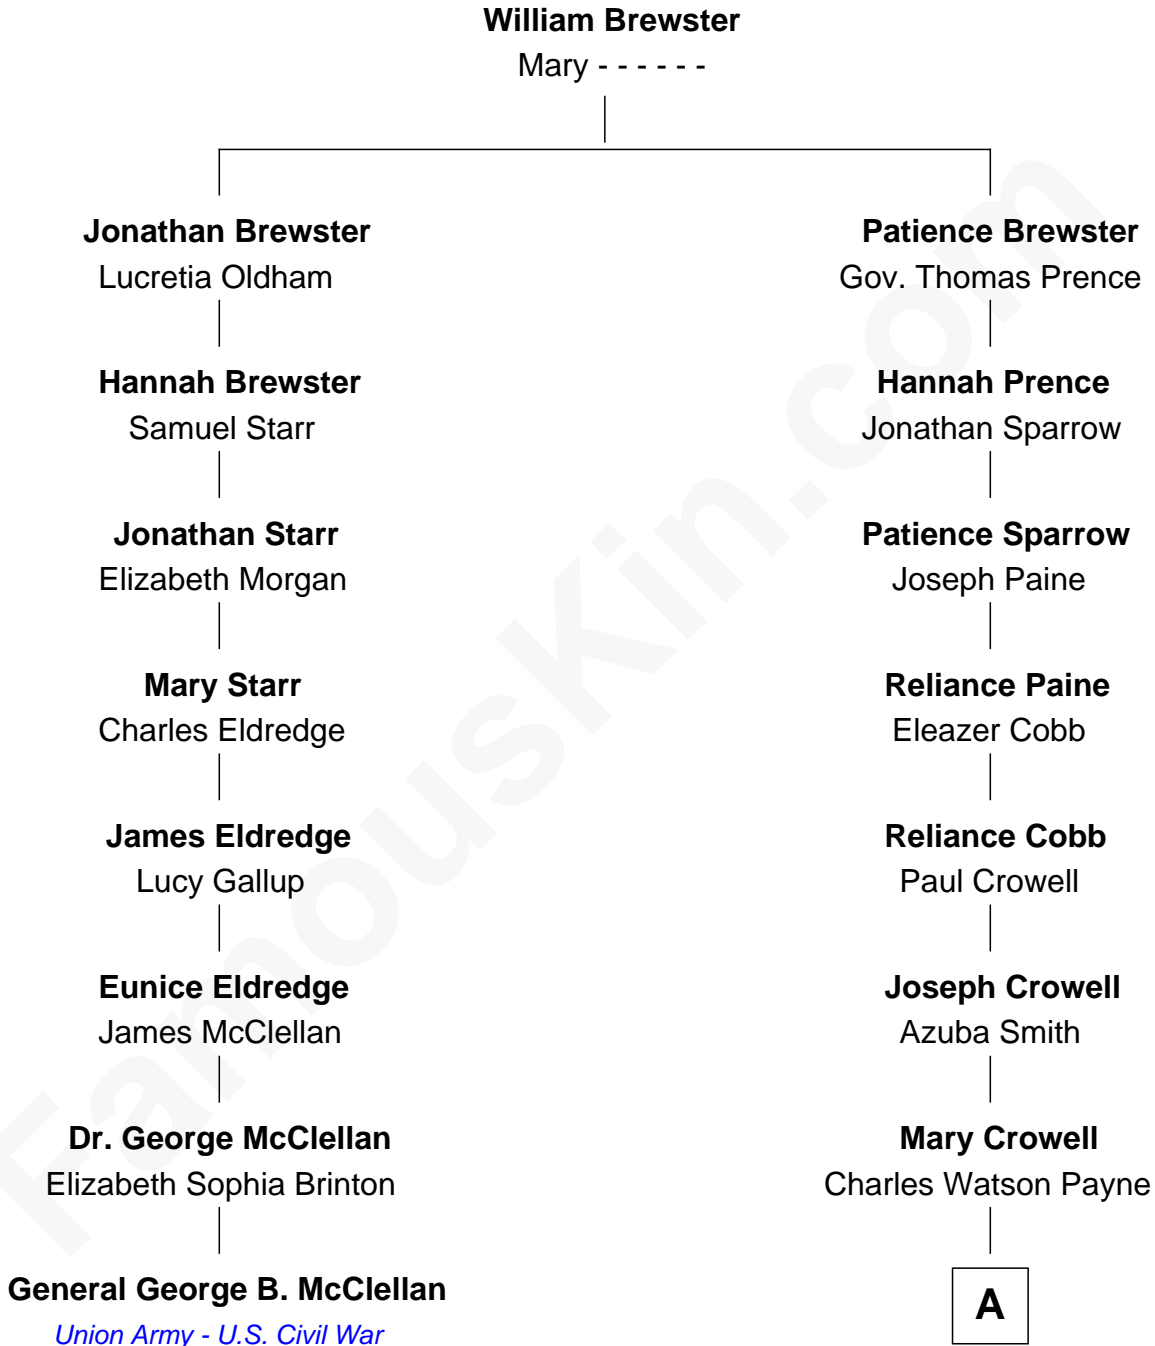 William Brewster
Mary - - - - - -
Jonathan Brewster
Lucretia Oldham
Patience Brewster
Gov. Thomas Prence
Hannah Brewster
Samuel Starr
Hannah Prence
Jonathan Sparrow
Jonathan Starr
Elizabeth Morgan
Patience Sparrow
Joseph Paine
Mary Starr
Charles Eldredge
Reliance Paine
Eleazer Cobb
James Eldredge
Lucy Gallup
Reliance Cobb
Paul Crowell
Eunice Eldredge
James McClellan
Joseph Crowell
Azuba Smith
Dr. George McClellan
Elizabeth Sophia Brinton
Mary Crowell
Charles Watson Payne
General George B. McClellan
Union Army - U.S. Civil War
A
FamousKin.com